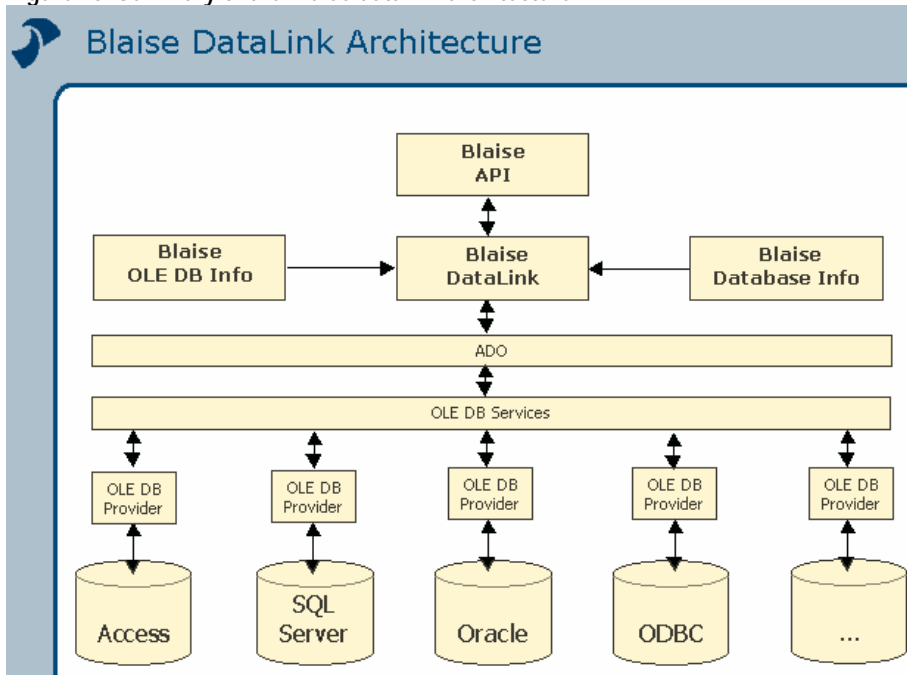 Blaise DataLink Architecture
Blaise
API
Blaise
OLE DB Info
Blaise
DataLink
Blaise
Database Info
ADO
OLE DB Services
OLE DB
Provider
OLE DB
Provider
OLE DB
Provider
OLE DB
Provider
OLE DB
Provider
Access
SQL
Server
Oracle
ODBC
...